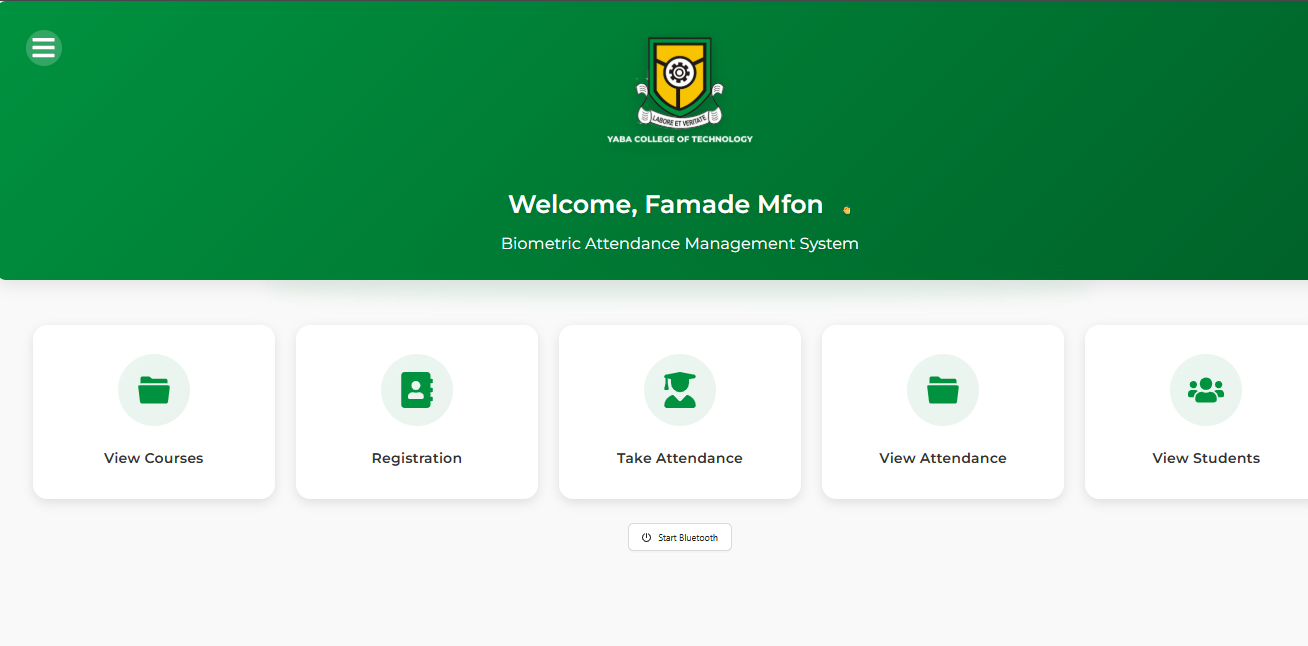 LABORE ET VERITATE
YABA COLLEGE OF TECHNOLOGY
Welcome, Famade Mfon
Biometric Attendance Management System
View Courses
Registration
Take Attendance
View Attendance
View Students
Start Bluetooth